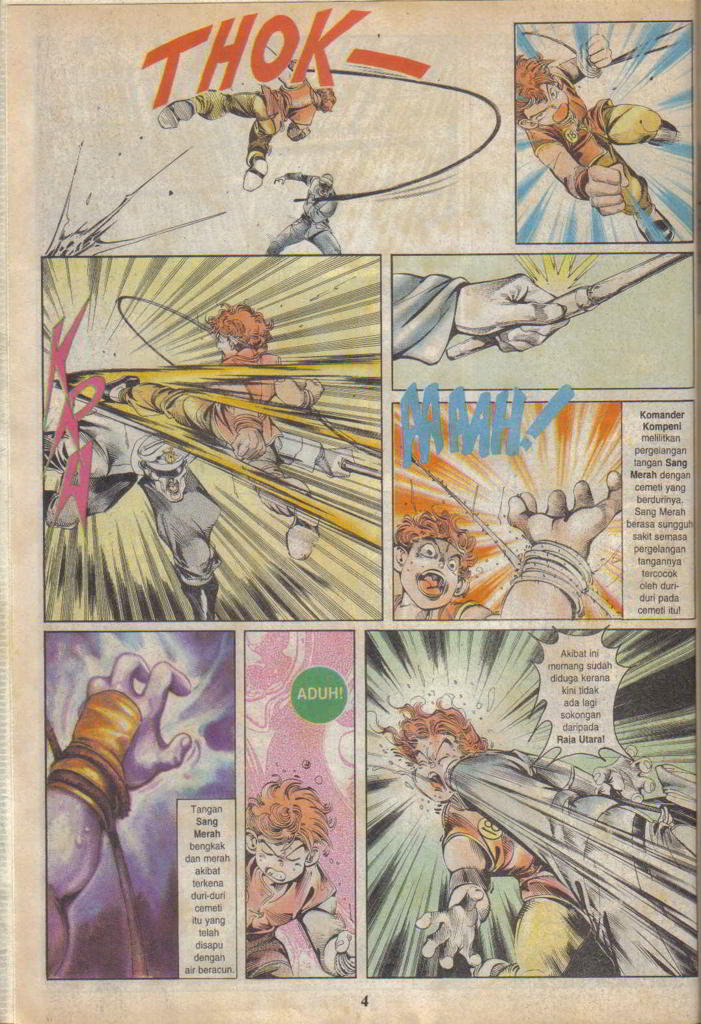 THOK—
KRRA
AAAAH!
Komander
Kompeni
melilitkan
pergelangan
tangan Sang
Merah dengan
cemeti yang
berdurinya.
Sang Merah
berasa sungguh
sakit semasa
pergelangan
tangannya
tercocok
oleh duri-
duri pada
cemeti itu!
Tangan
Sang
Merah
bengkak
dan merah
akibat
terkena
duri-duri
cemeti
itu yang
telah
disapu
dengan
air beracun.
ADUH!
Akibat ini
memang sudah
diduga kerana
kini tidak
ada lagi
sokongan
daripada
Raja Utara!
4